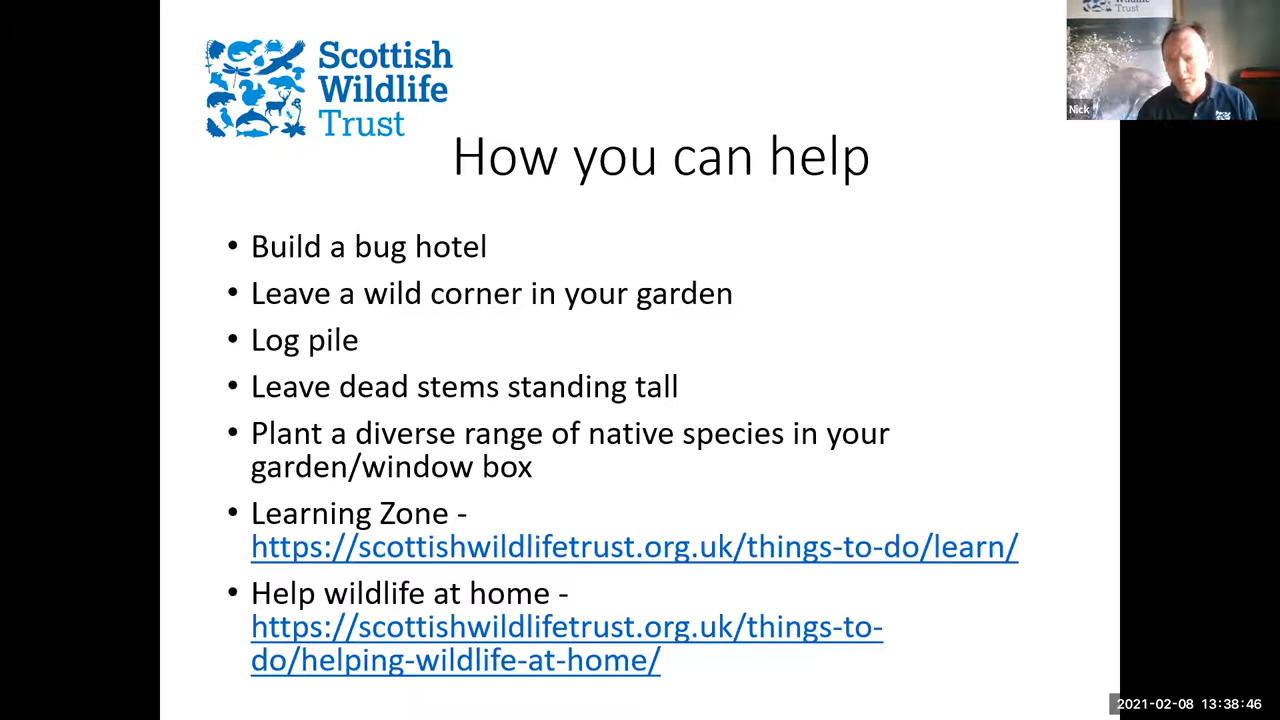 Scottish
Wildlife
Trust
How you can help
• Build a bug hotel
• Leave a wild corner in your garden
• Log pile
• Leave dead stems standing tall
• Plant a diverse range of native species in your
garden/window box
• Learning Zone -
https://scottishwildlifetrust.org.uk/things-to-do/learn/
• Help wildlife at home -
https://scottishwildlifetrust.org.uk/things-to-
do/helping-wildlife-at-home/
Trust
Nick
2021-02-08 13:38:46